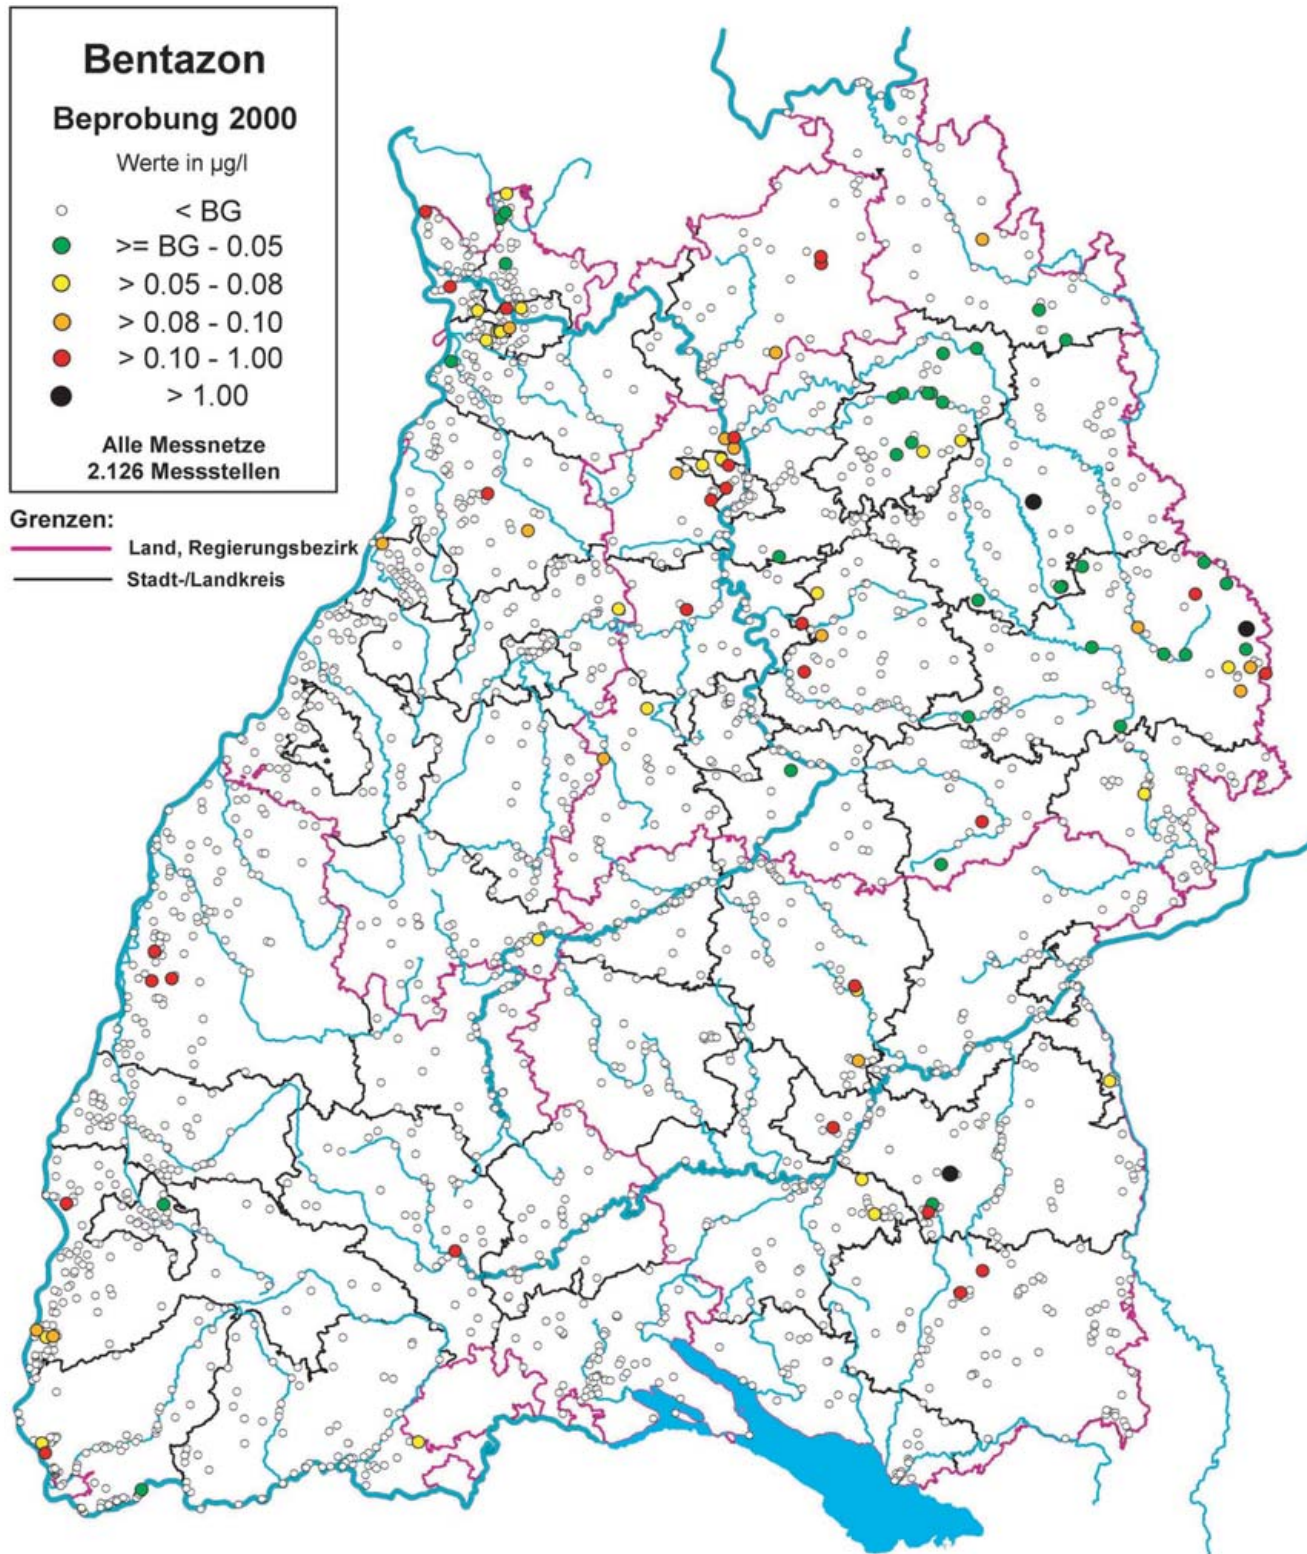 Bentazon
Beprobung 2000
Werte in µg/l
< BG
>= BG - 0.05
> 0.05 - 0.08
> 0.08 - 0.10
> 0.10 - 1.00
> 1.00
Alle Messnetze
2.126 Messstellen
Grenzen:
Land, Regierungsbezirk
Stadt-/Landkreis